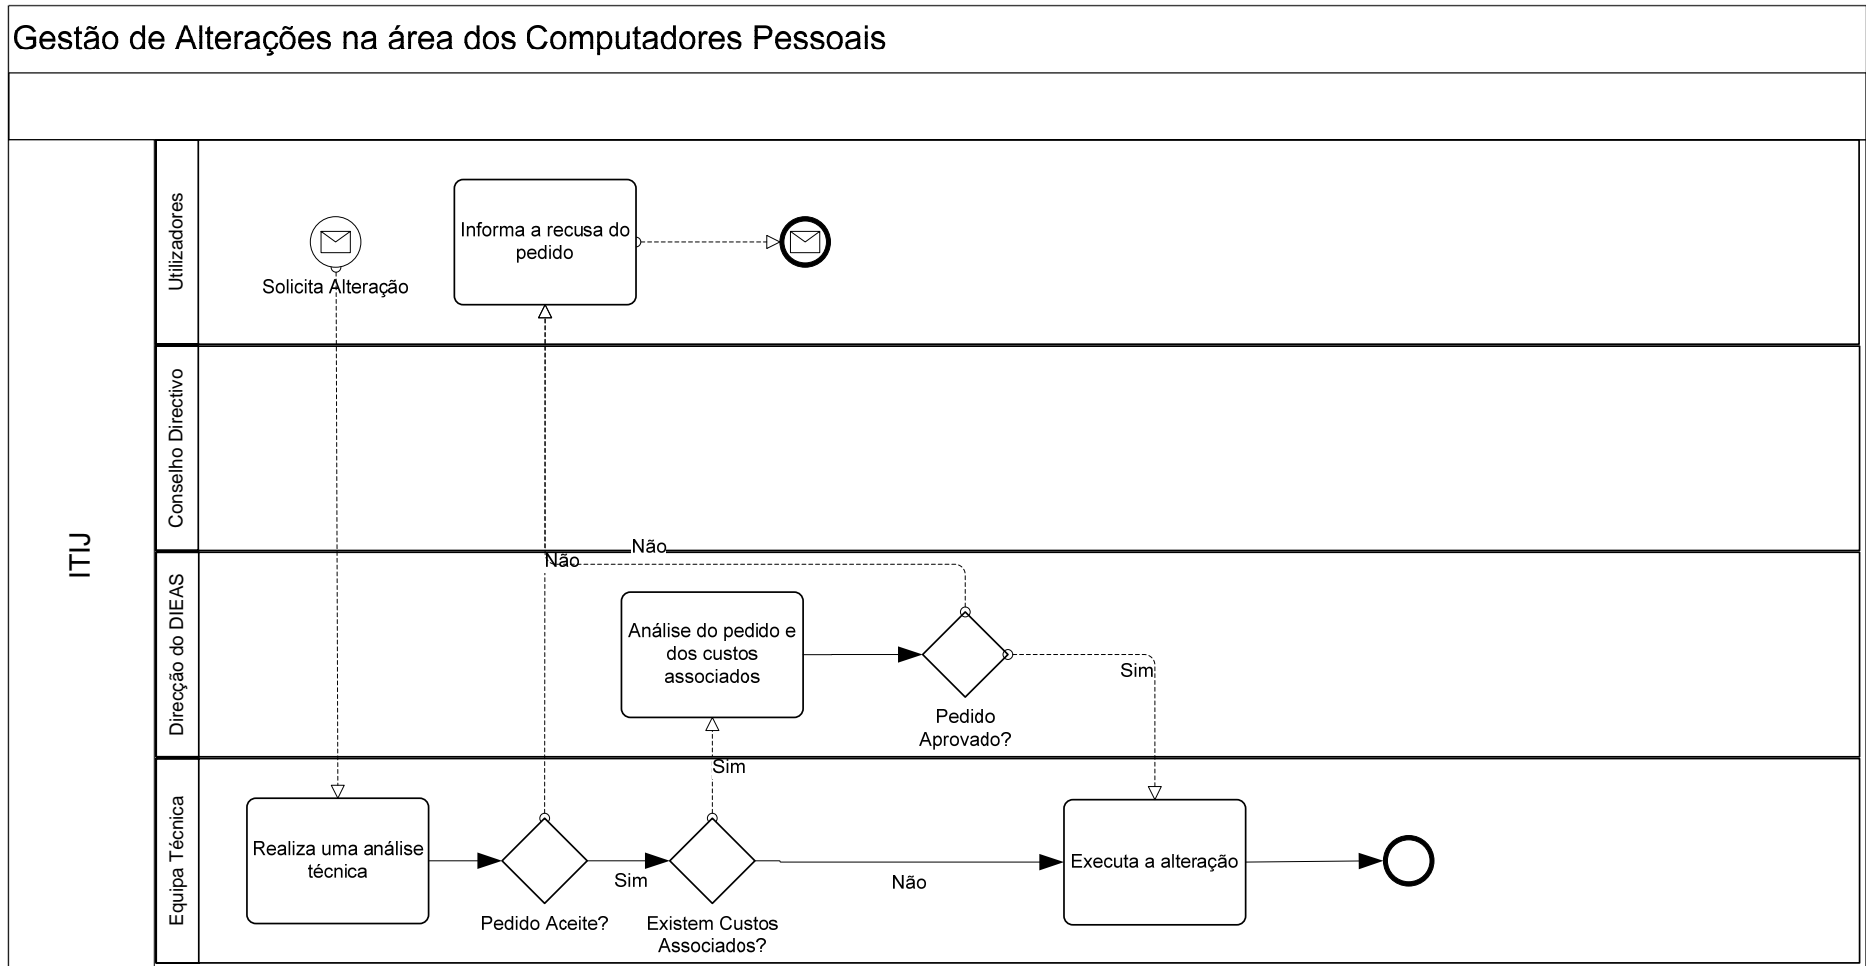 Gestão de Alterações na área dos Computadores Pessoais
ITIJ
Utilizadores
Solicita Alteração
Informa a recusa do
pedido
Conselho Directivo
Direcção do DIEAS
Não
Não
Análise do pedido e
dos custos
associados
Pedido
Aprovado?
Sim
Sim
Equipa Técnica
Realiza uma análise
técnica
Pedido Aceite?
Sim
Existem Custos
Associados?
Não
Executa a alteração